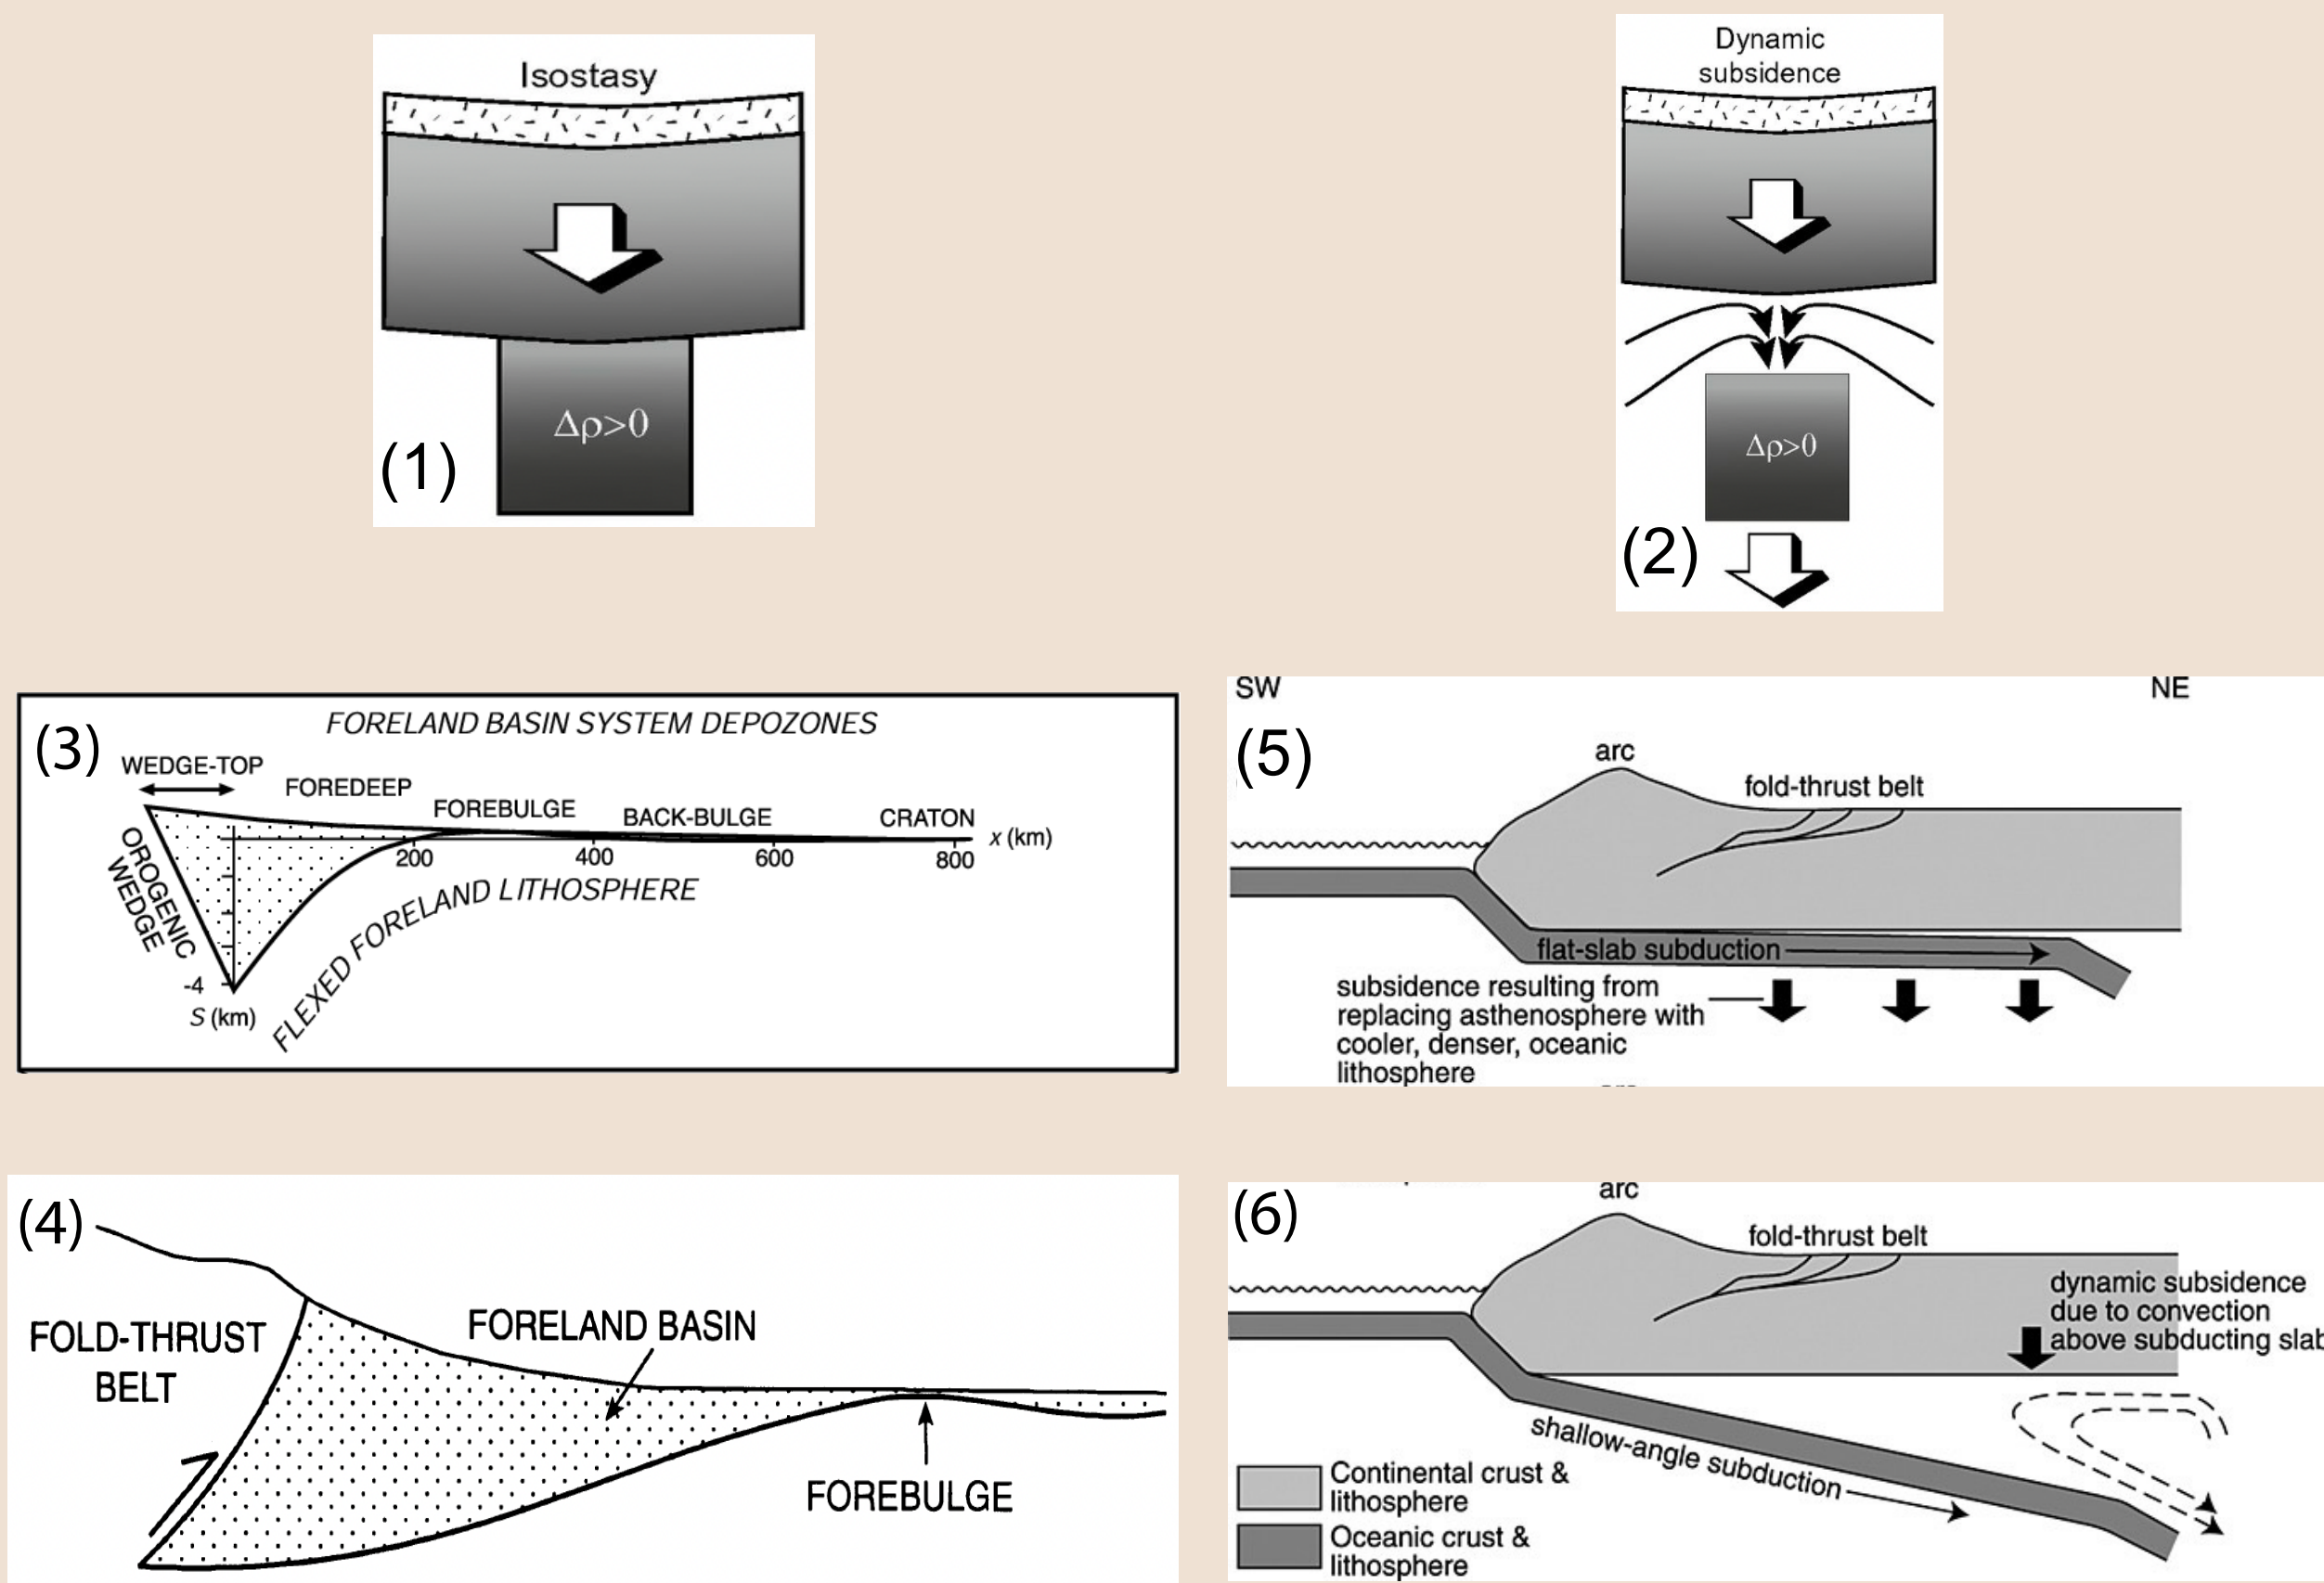 Isostasy
Δρ>0
(1)
Dynamic
subsidence
Δρ>0
(2)
(3)
FORELAND BASIN SYSTEM DEPOZONES
WEDGE-TOP
FOREDEEP
FOREBULGE
BACK-BULGE
CRATON
x (km)
200
400
600
800
OROGENIC
WEDGE
-4
S (km)
FLEXED FORELAND LITHOSPHERE
(4)
FOLD-THRUST
BELT
FORELAND BASIN
FOREBULGE
SW
NE
(5)
arc
fold-thrust belt
flat-slab subduction
subsidence resulting from
replacing asthenosphere with
cooler, denser, oceanic
lithosphere
(6)
arc
fold-thrust belt
dynamic subsidence
due to convection
above subducting slab
shallow-angle subduction
Continental crust &
lithosphere
Oceanic crust &
lithosphere